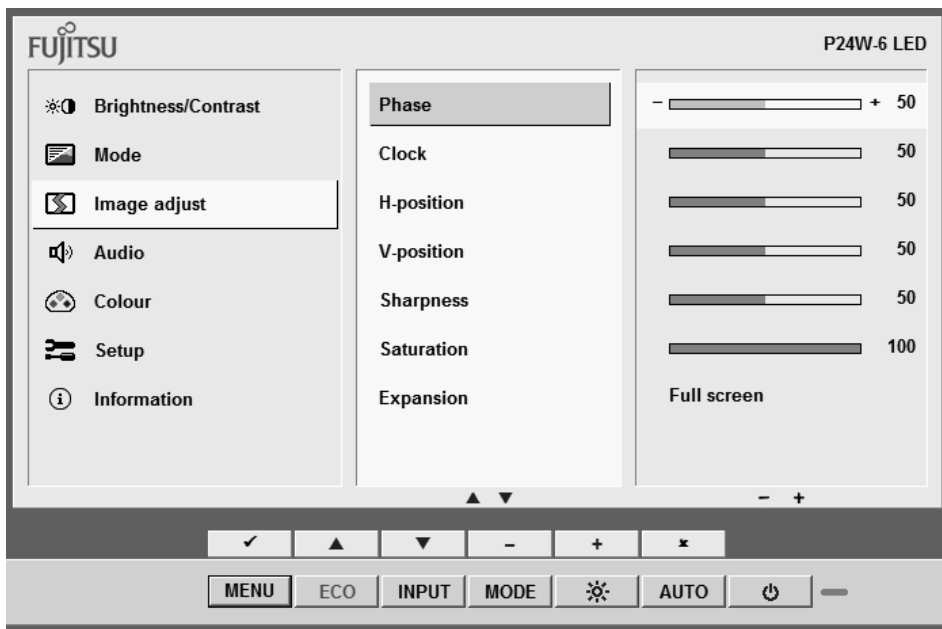 FUJITSU
P24W-6 LED
Brightness/Contrast
Mode
Image adjust
Audio
Colour
Setup
Information
Phase
Clock
H-position
V-position
Sharpness
Saturation
Expansion
- + 50
50
50
50
50
100
Full screen
▲ ▼
- +
✓ ▲ ▼ - + x
MENU ECO INPUT MODE AUTO